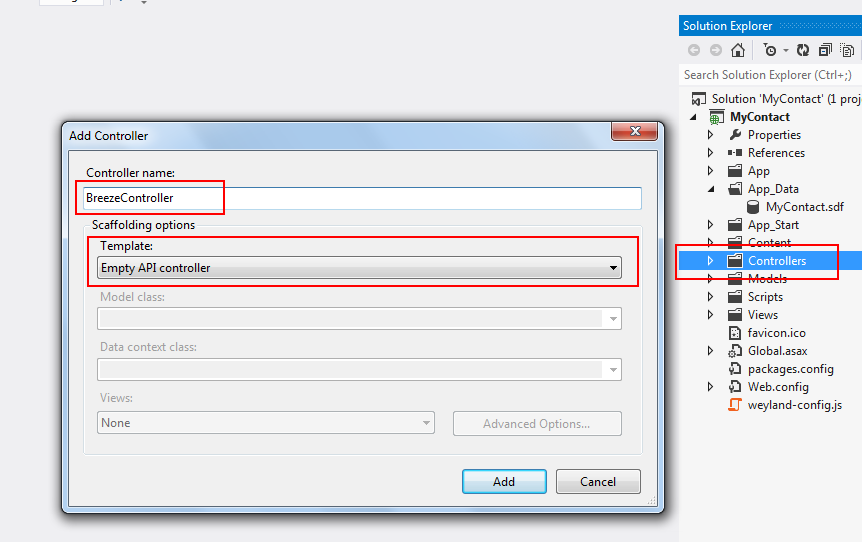 Add Controller
Controller name:
BreezeController
Scaffolding options
Template:
Empty API controller
Model class:
Data context class:
Views:
None
Advanced Options...
Add
Cancel
Solution Explorer
Search Solution Explorer (Ctrl+;)
Solution 'MyContact' (1 proj
MyContact
Properties
References
App
App_Data
MyContact.sdf
App_Start
Content
Controllers
Models
Scripts
Views
favicon.ico
Global.asax
packages.config
Web.config
weyland-config.js